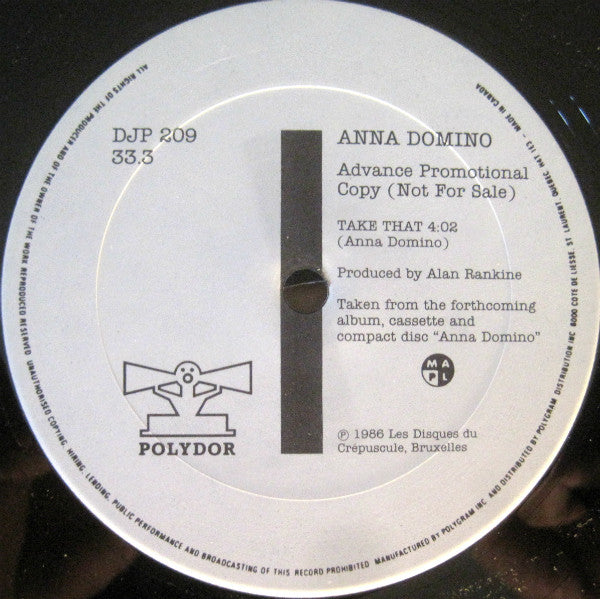 DJP 209
33.3
ANNA DOMINO
Advance Promotional
Copy (Not For Sale)
TAKE THAT 4:02
(Anna Domino)
Produced by Alan Rankine
Taken from the forthcoming
album, cassette and
compact disc "Anna Domino"
M A
P L
℗ 1986 Les Disques du
Crépuscule, Bruxelles
POLYDOR
ALL RIGHTS OF THE PRODUCER AND OF THE OWNER OF THE WORK REPRODUCED RESERVED. UNAUTHORISED COPYING, HIRING, LENDING, PUBLIC PERFORMANCE AND BROADCASTING OF THIS RECORD PROHIBITED MANUFACTURED BY POLYGRAM INC. AND DISTRIBUTED BY POLYGRAM DISTRIBUTION INC 6000 COTE DE LIESSE, ST LAURENT QUEBEC H4T 1E3 - MADE IN CANADA